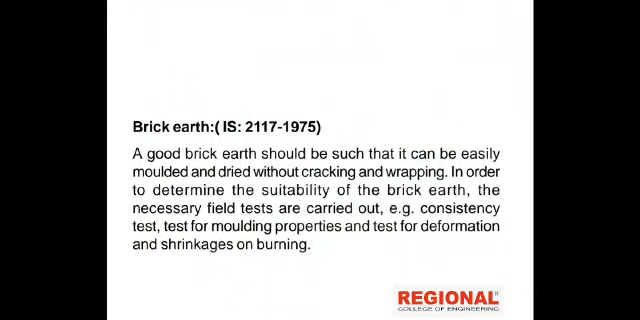 Brick earth:( IS: 2117-1975)
A good brick earth should be such that it can be easily
moulded and dried without cracking and wrapping. In order
to determine the suitability of the brick earth, the
necessary field tests are carried out, e.g. consistency
test, test for moulding properties and test for deformation
and shrinkages on burning.
REGIONAL®
COLLEGE OF ENGINEERING